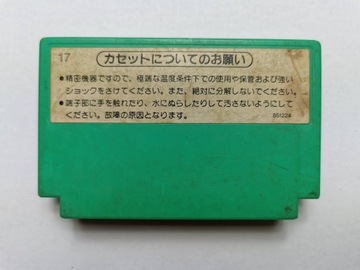 17
カセットについてのお願い
●精密機器ですので、極端な温度条件下での使用や保管および強い
ショックをさけてください。また、絶対に分解しないでください。
●端子部に手を触れたり、水にぬらしたりして汚さないようにして
ください。故障の原因となります。
851224